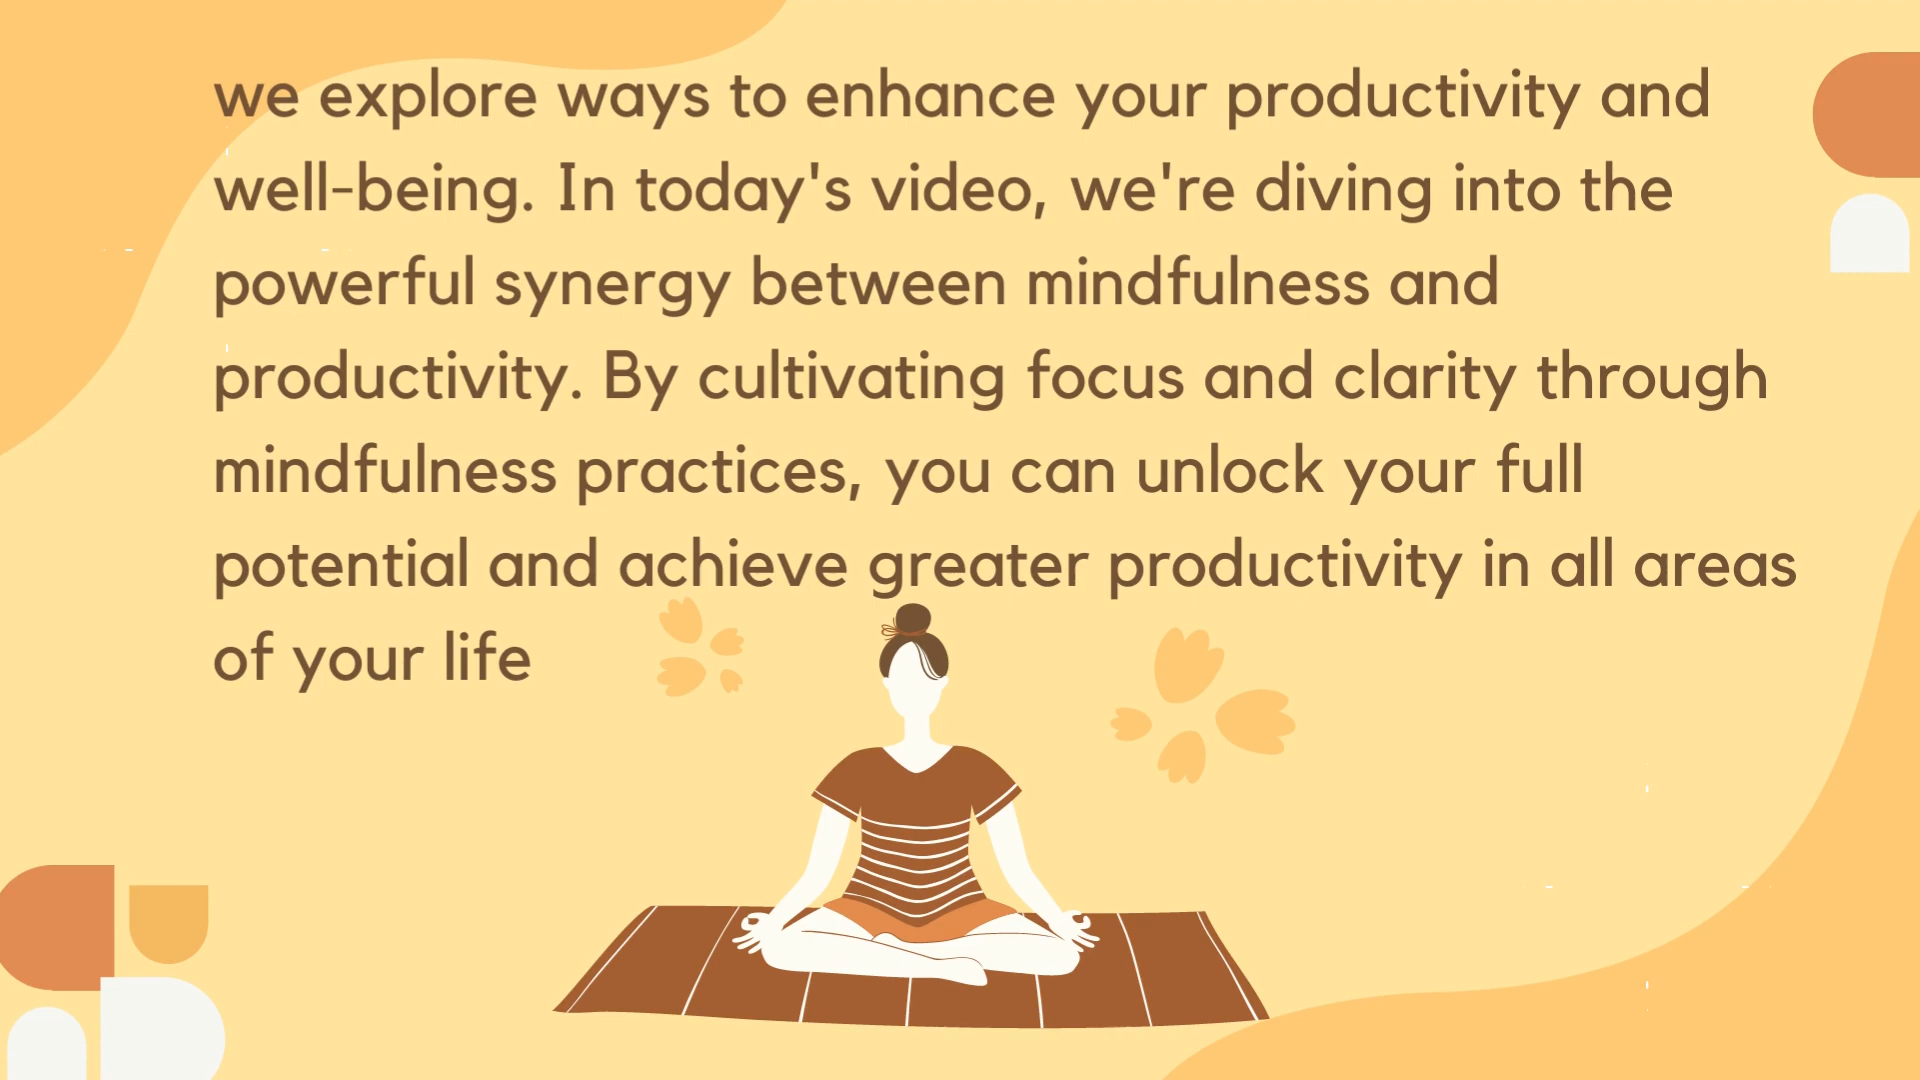 we explore ways to enhance your productivity and
well-being. In today's video, we're diving into the
powerful synergy between mindfulness and
productivity. By cultivating focus and clarity through
mindfulness practices, you can unlock your full
potential and achieve greater productivity in all areas
of your life